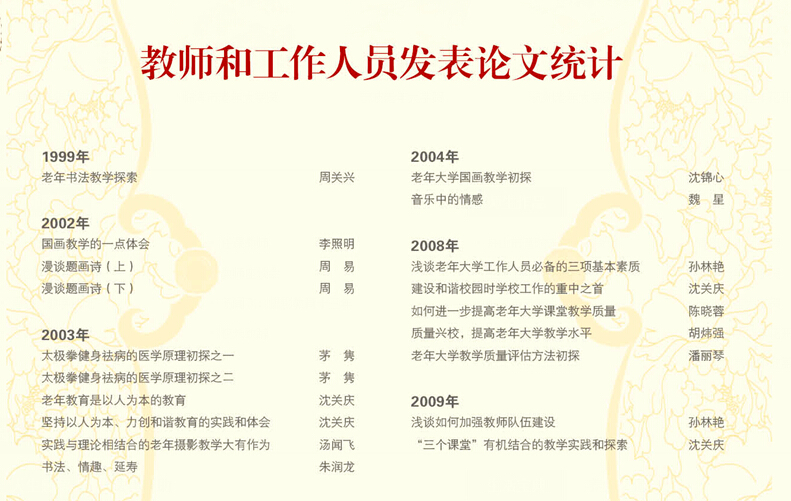 教师和工作人员发表论文统计
1999年
老年书法教学探索 周关兴
2002年
国画教学的一点体会 李照明
漫谈题画诗（上） 周 易
漫谈题画诗（下） 周 易
2003年
太极拳健身祛病的医学原理初探之一 茅 隽
太极拳健身祛病的医学原理初探之二 茅 隽
老年教育是以人为本的教育 沈关庆
坚持以人为本、力创和谐教育的实践和体会 沈关庆
实践与理论相结合的老年摄影教学大有作为 汤闻飞
书法、情趣、延寿 朱润龙
2004年
老年大学国画教学初探 沈锦心
音乐中的情感 魏 星
2008年
浅谈老年大学工作人员必备的三项基本素质 孙林艳
建设和谐校园时学校工作的重中之首 沈关庆
如何进一步提高老年大学课堂教学质量 陈晓蓉
质量兴校，提高老年大学教学水平 胡炜强
老年大学教学质量评估方法初探 潘丽琴
2009年
浅谈如何加强教师队伍建设 孙林艳
“三个课堂”有机结合的教学实践和探索 沈关庆